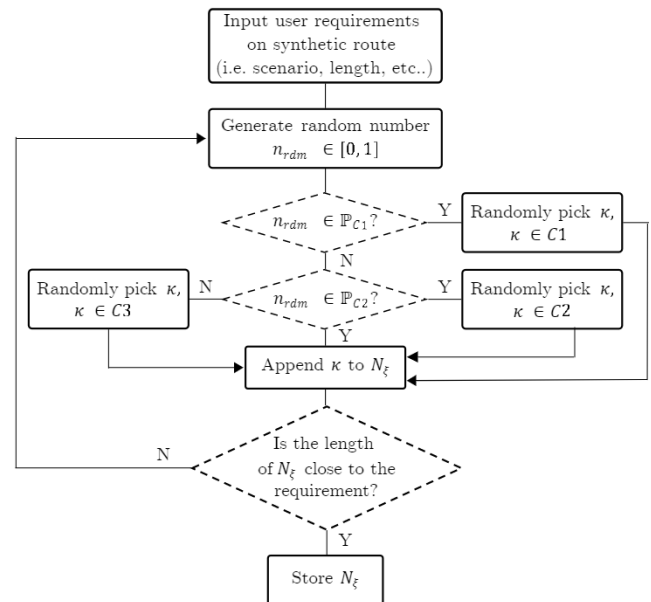 Input user requirements
on synthetic route
(i.e. scenario, length, etc..)
Generate random number
n_rdm ∈ [0, 1]
n_rdm ∈ ℙ_C1?
Y
Randomly pick κ,
κ ∈ C1
N
Randomly pick κ,
κ ∈ C3
N
n_rdm ∈ ℙ_C2?
Y
Randomly pick κ,
κ ∈ C2
Y
Append κ to N_ξ
N
Is the length
of N_ξ close to the
requirement?
Y
Store N_ξ